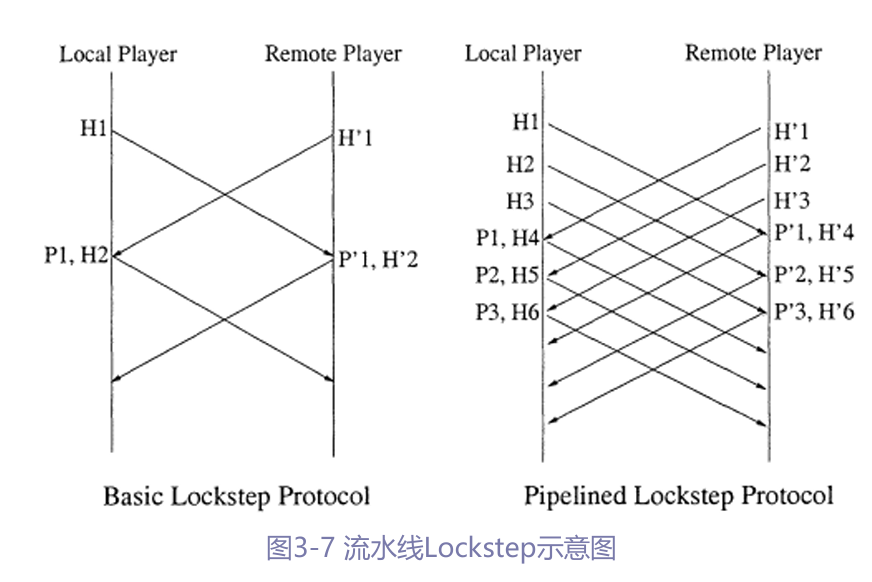 Local Player Remote Player
H1 H'1
P1, H2 P'1, H'2
Basic Lockstep Protocol
Local Player Remote Player
H1 H'1
H2 H'2
H3 H'3
P1, H4 P'1, H'4
P2, H5 P'2, H'5
P3, H6 P'3, H'6
Pipelined Lockstep Protocol
图3-7 流水线Lockstep示意图